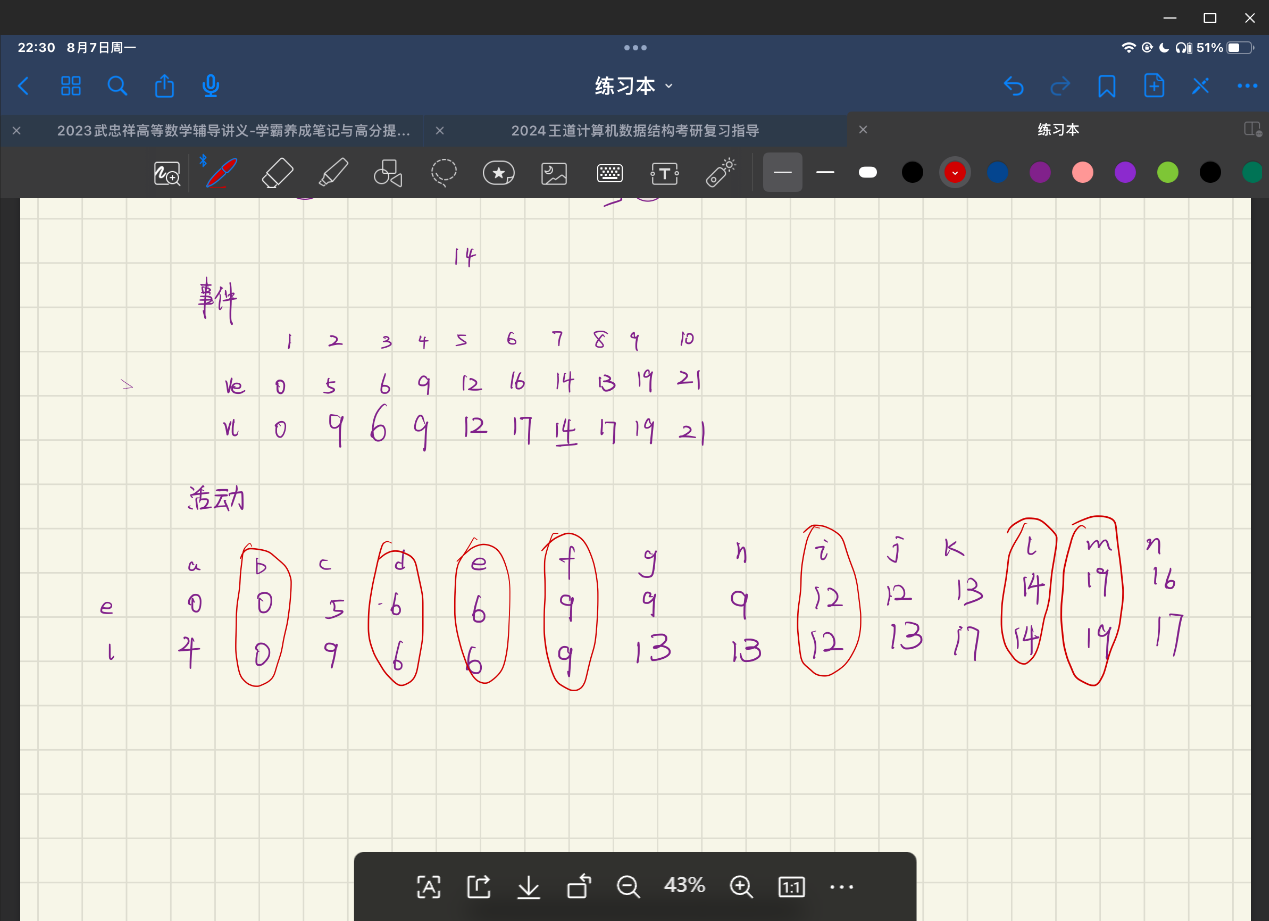 22:30 8月7日周一
51%
练习本
2023武忠祥高等数学辅导讲义-学霸养成笔记与高分提...
2024王道计算机数据结构考研复习指导
练习本
14
事件
1 2 3 4 5 6 7 8 9 10
ve 0 5 6 9 12 16 14 13 19 21
vl 0 9 6 9 12 17 14 17 19 21
活动
a b c d e f g h i j k l m n
e 0 0 5 6 6 9 9 9 12 12 13 14 19 16
l 4 0 9 6 6 9 13 13 12 13 17 14 19 17
43%
1:1